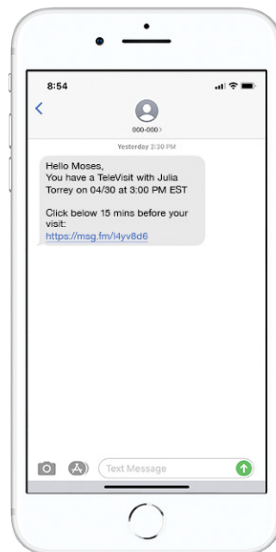 8:54
000-000 >
Yesterday 2:30 PM
Hello Moses,
You have a TeleVisit with Julia
Torrey on 04/30 at 3:00 PM EST
Click below 15 mins before your
visit:
https://msg.fm/l4yv8d6
Text Message